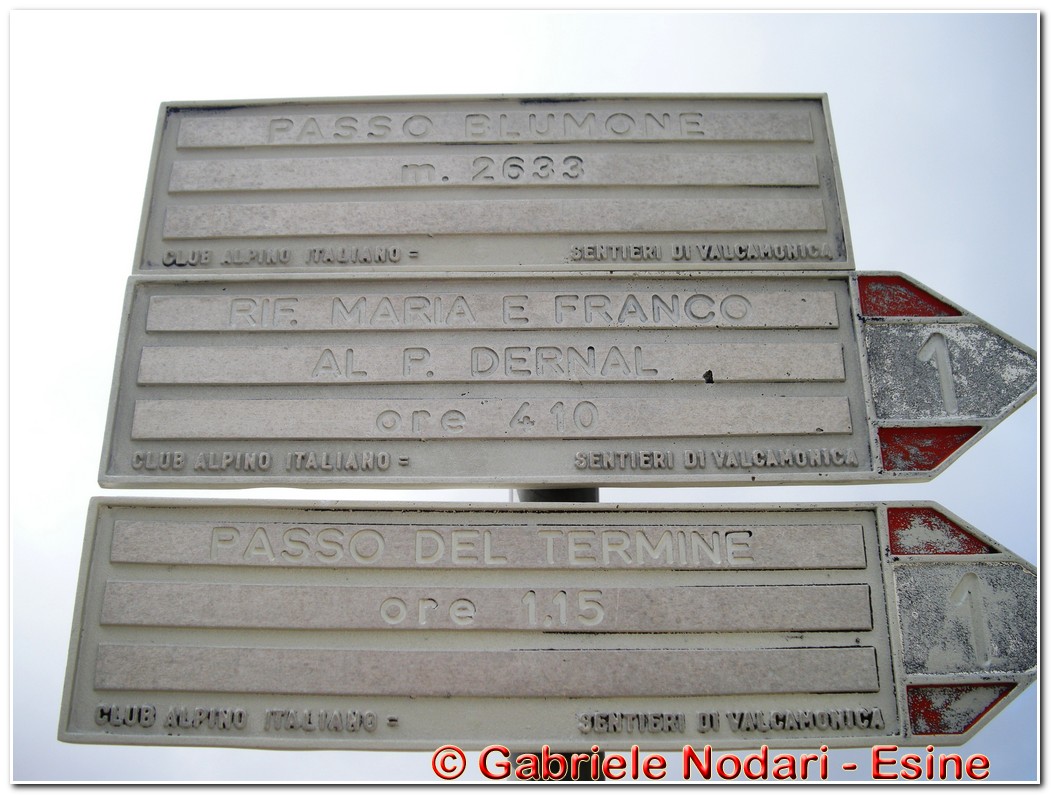 PASSO BLUMONE
m. 2633
CLUB ALPINO ITALIANO = SENTIERI DI VALCAMONICA
RIF. MARIA E FRANCO
AL P. DERNAL
ore 4.10
CLUB ALPINO ITALIANO = SENTIERI DI VALCAMONICA
1
PASSO DEL TERMINE
ore 1.15
CLUB ALPINO ITALIANO = SENTIERI DI VALCAMONICA
1
© Gabriele Nodari - Esine